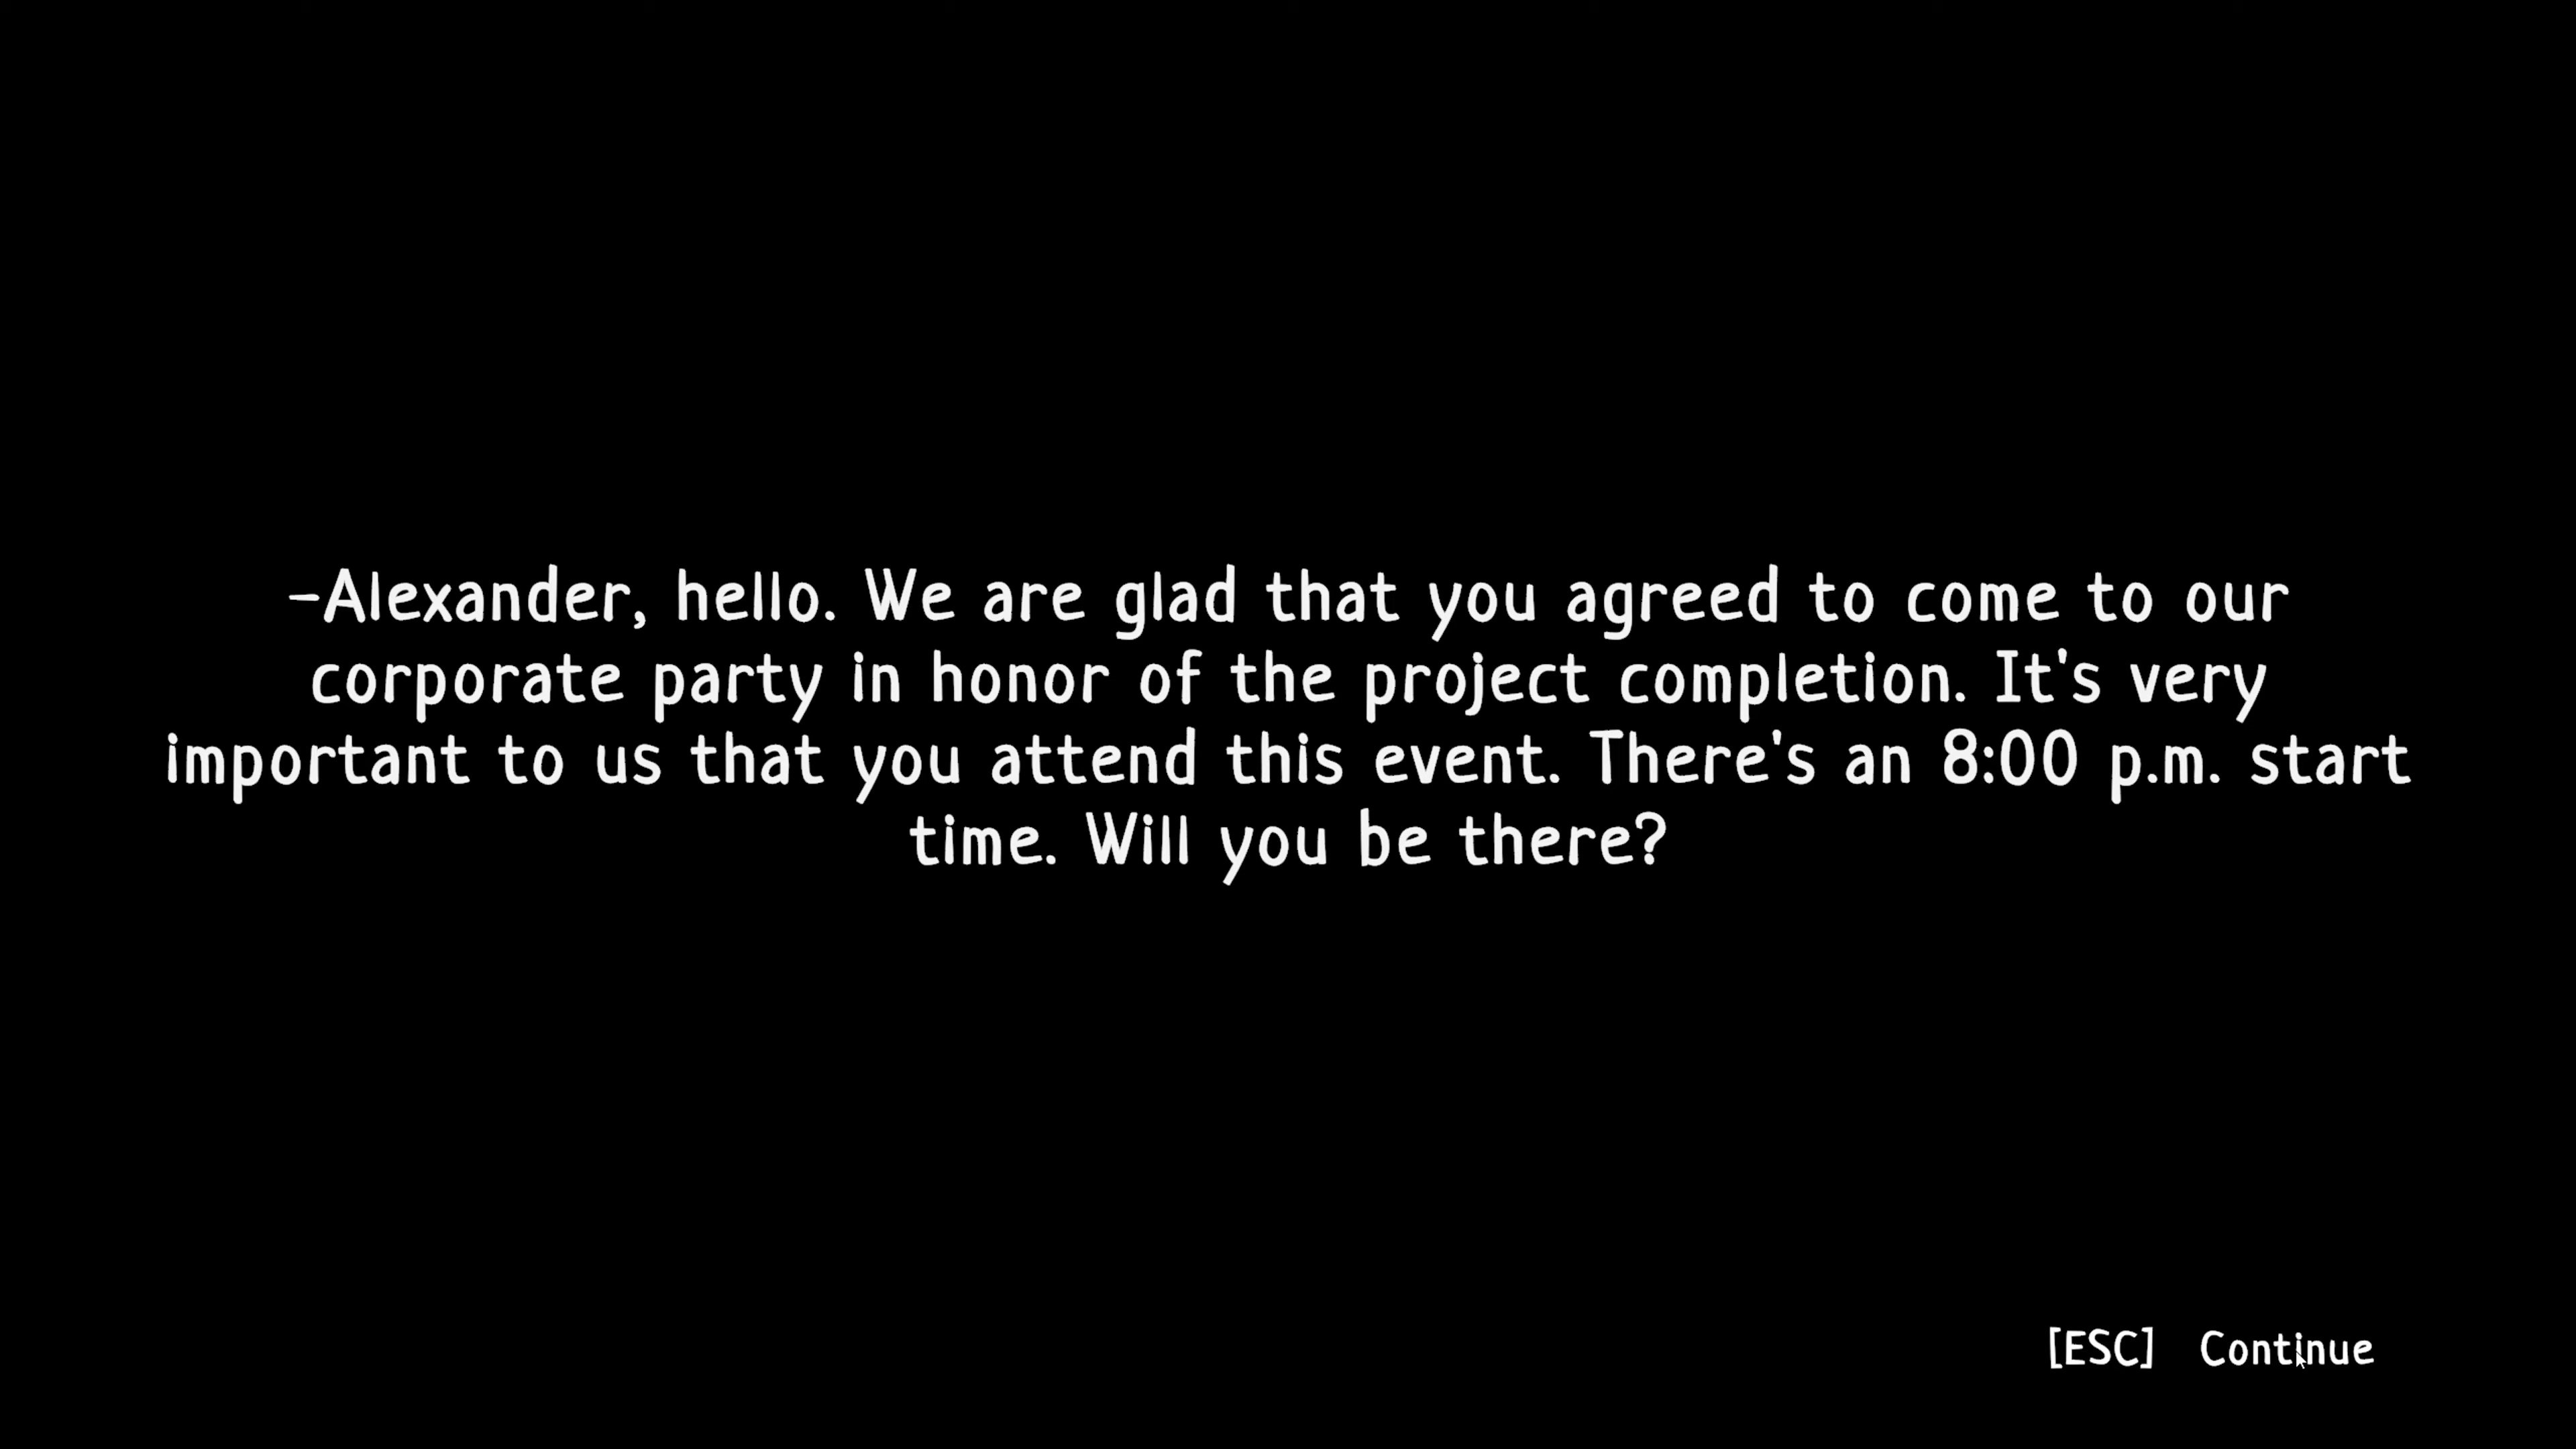 –Alexander, hello. We are glad that you agreed to come to our
corporate party in honor of the project completion. It's very
important to us that you attend this event. There's an 8:00 p.m. start
time. Will you be there?
[ESC] Continue